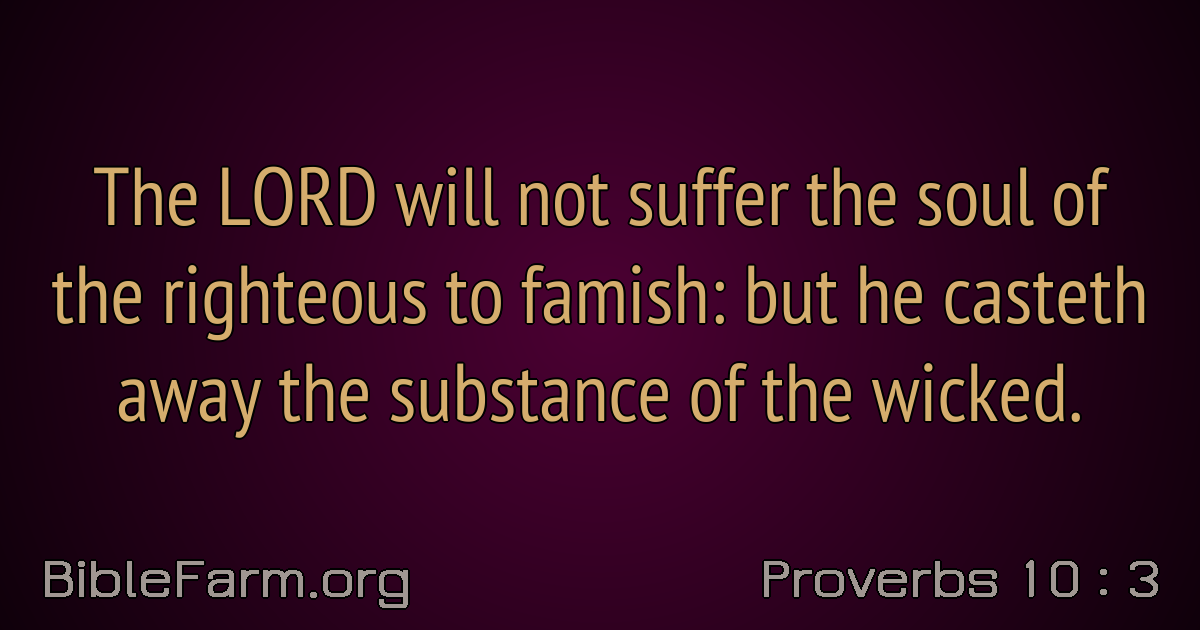 The LORD will not suffer the soul of
the righteous to famish: but he casteth
away the substance of the wicked.
BibleFarm.org
Proverbs 10 : 3